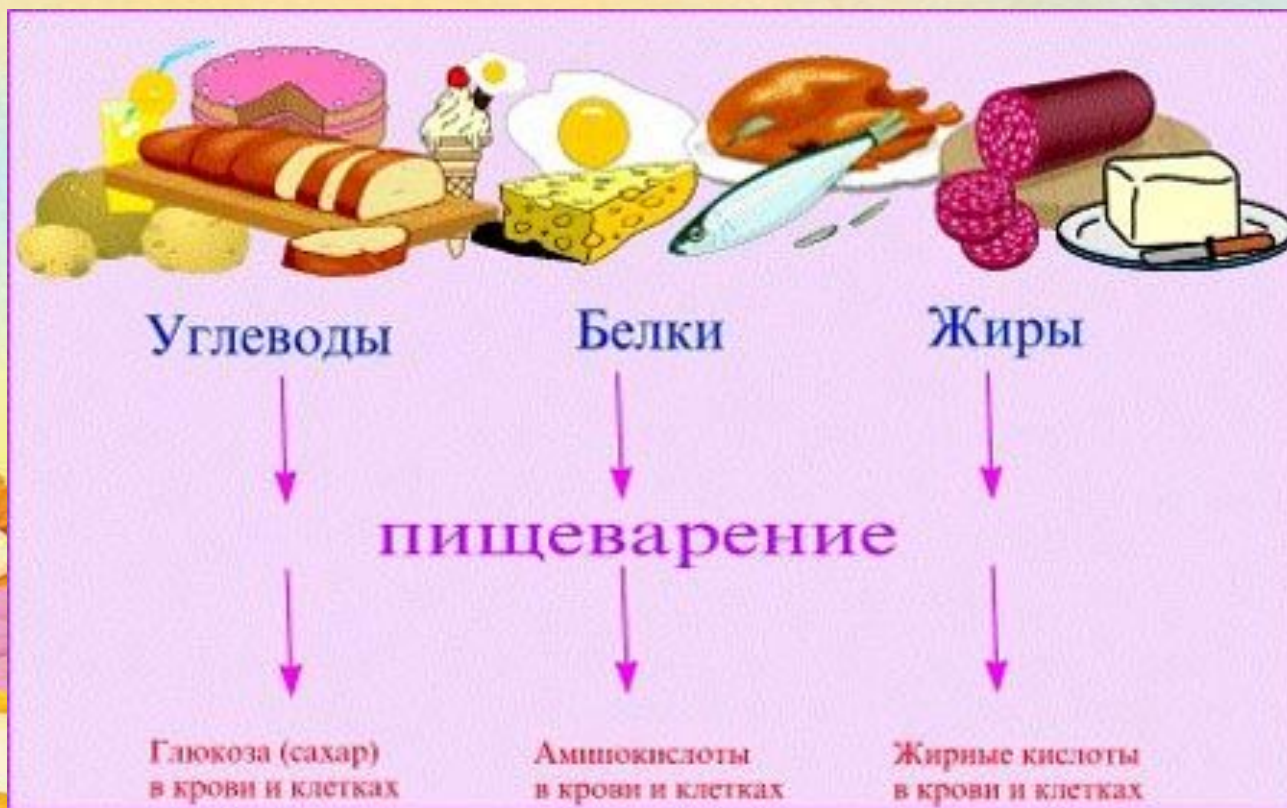 Углеводы
Белки
Жиры
пищеварение
Глюкоза (сахар)
в крови и клетках
Аминокислоты
в крови и клетках
Жирные кислоты
в крови и клетках